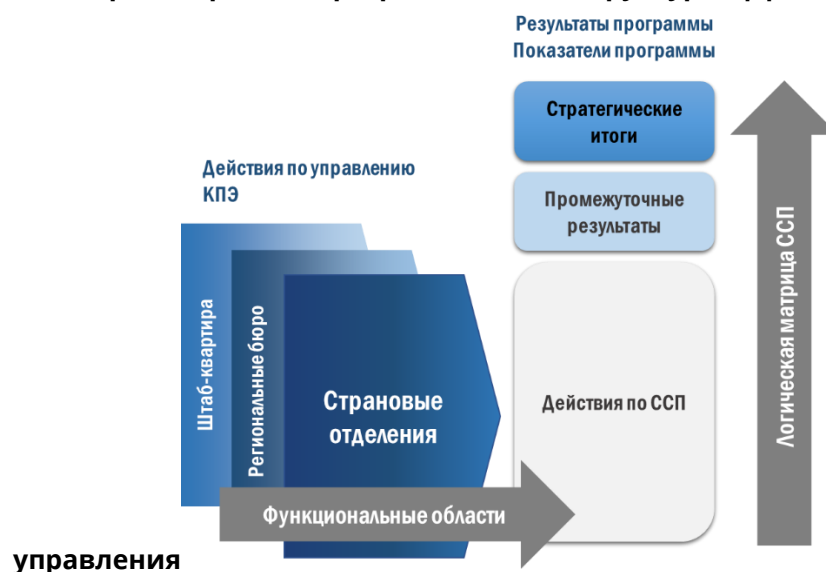 Результаты программы
Показатели программы
Стратегические
итоги
Действия по управлению
КПЭ
Промежуточные
результаты
Штаб-квартира
Региональные бюро
Страновые
отделения
Действия по ССП
Логическая матрица ССП
Функциональные области
управления